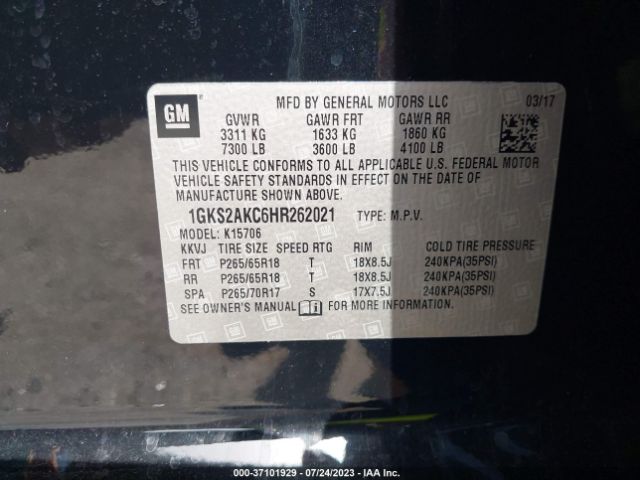 GM
MFD BY GENERAL MOTORS LLC 03/17
GVWR GAWR FRT GAWR RR
3311 KG 1633 KG 1860 KG
7300 LB 3600 LB 4100 LB
THIS VEHICLE CONFORMS TO ALL APPLICABLE U.S. FEDERAL MOTOR
VEHICLE SAFETY STANDARDS IN EFFECT ON THE DATE OF
MANUFACTURE SHOWN ABOVE.
1GKS2AKC6HR262021 TYPE: M.P.V.
MODEL: K15706
KKVJ TIRE SIZE SPEED RTG RIM COLD TIRE PRESSURE
FRT P265/65R18 T 18X8.5J 240KPA(35PSI)
RR P265/65R18 T 18X8.5J 240KPA(35PSI)
SPA P265/70R17 S 17X7.5J 240KPA(35PSI)
SEE OWNER'S MANUAL FOR MORE INFORMATION.
000-37101929 - 07/24/2023 - IAA Inc.